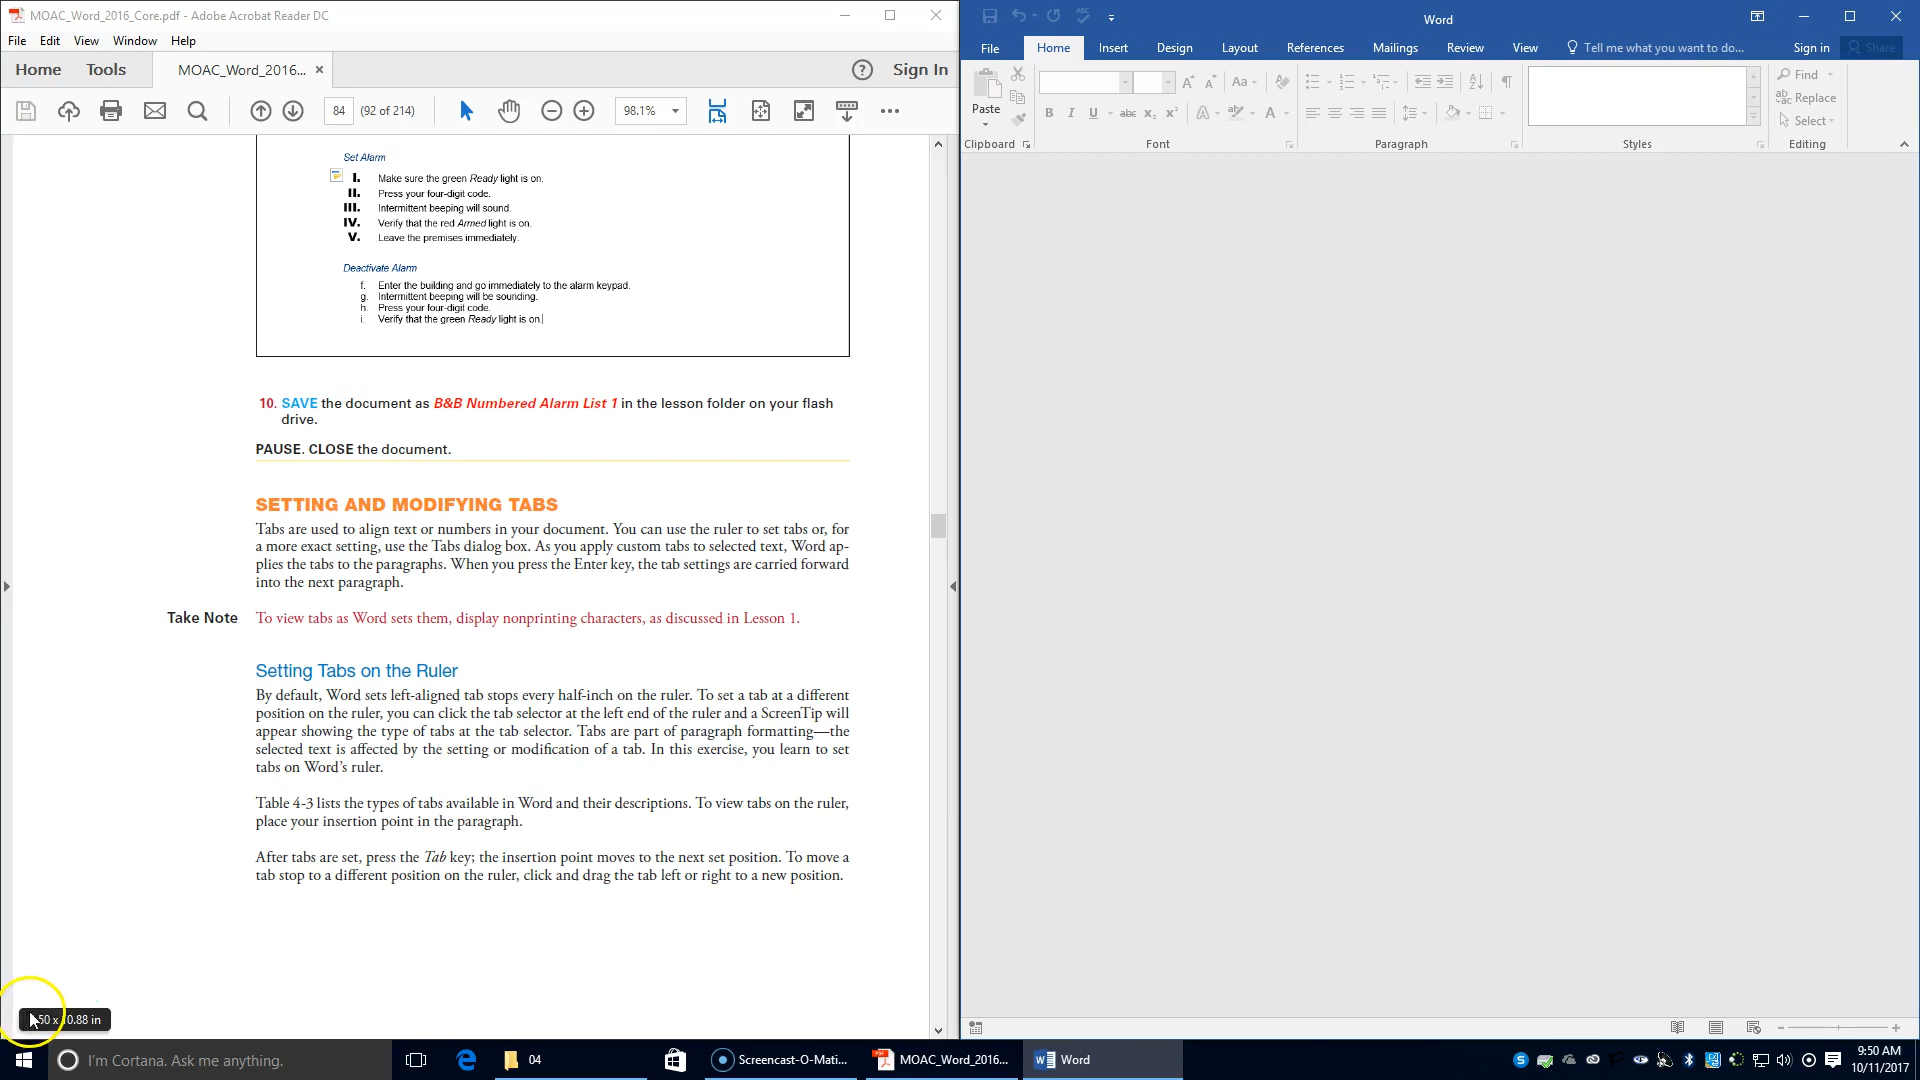 MOAC_Word_2016_Core.pdf - Adobe Acrobat Reader DC
File Edit View Window Help
Home Tools MOAC_Word_2016... × Sign In
84 (92 of 214) 98.1%
Set Alarm
I. Make sure the green Ready light is on.
II. Press your four-digit code.
III. Intermittent beeping will sound.
IV. Verify that the red Armed light is on.
V. Leave the premises immediately.
Deactivate Alarm
f. Enter the building and go immediately to the alarm keypad.
g. Intermittent beeping will be sounding.
h. Press your four-digit code.
i. Verify that the green Ready light is on.
10. SAVE the document as B&B Numbered Alarm List 1 in the lesson folder on your flash
drive.
PAUSE. CLOSE the document.
SETTING AND MODIFYING TABS
Tabs are used to align text or numbers in your document. You can use the ruler to set tabs or, for
a more exact setting, use the Tabs dialog box. As you apply custom tabs to selected text, Word ap-
plies the tabs to the paragraphs. When you press the Enter key, the tab settings are carried forward
into the next paragraph.
Take Note To view tabs as Word sets them, display nonprinting characters, as discussed in Lesson 1.
Setting Tabs on the Ruler
By default, Word sets left-aligned tab stops every half-inch on the ruler. To set a tab at a different
position on the ruler, you can click the tab selector at the left end of the ruler and a ScreenTip will
appear showing the type of tabs at the tab selector. Tabs are part of paragraph formatting—the
selected text is affected by the setting or modification of a tab. In this exercise, you learn to set
tabs on Word's ruler.
Table 4-3 lists the types of tabs available in Word and their descriptions. To view tabs on the ruler,
place your insertion point in the paragraph.
After tabs are set, press the Tab key; the insertion point moves to the next set position. To move a
tab stop to a different position on the ruler, click and drag the tab left or right to a new position.
50 x 0.88 in
Word
File Home Insert Design Layout References Mailings Review View Tell me what you want to do... Sign in Share
Paste
Aa
B I U abc x₂ x² A A
Find
Replace
Select
Clipboard Font Paragraph Styles Editing
I'm Cortana. Ask me anything.
04
Screencast-O-Mati...
MOAC_Word_2016...
Word
9:50 AM
10/11/2017